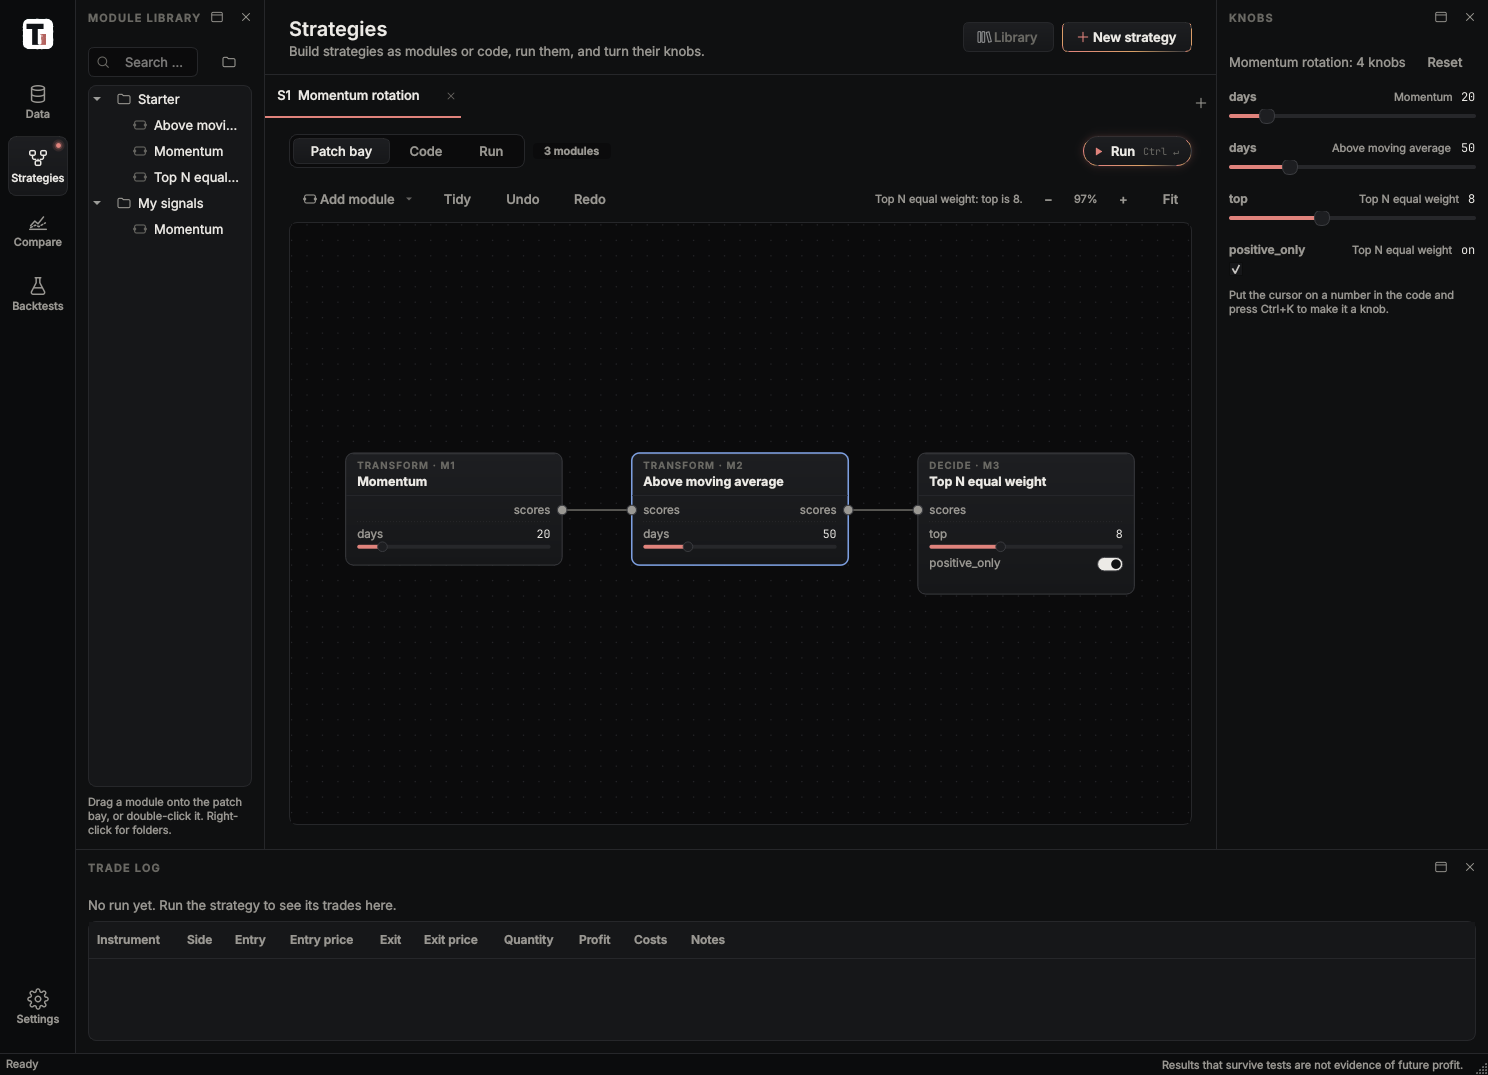 MODULE LIBRARY
Search ...
Starter
Above movi...
Momentum
Top N equal...
My signals
Momentum
Drag a module onto the patch
bay, or double-click it. Right-
click for folders.
Data
Strategies
Compare
Backtests
Settings
Strategies
Build strategies as modules or code, run them, and turn their knobs.
Library
+ New strategy
S1 Momentum rotation
Patch bay
Code
Run
3 modules
Run Ctrl ↵
Add module
Tidy
Undo
Redo
Top N equal weight: top is 8.
− 97% +
Fit
TRANSFORM · M1
Momentum
scores
days 20
TRANSFORM · M2
Above moving average
scores scores
days 50
DECIDE · M3
Top N equal weight
scores
top 8
positive_only
KNOBS
Momentum rotation: 4 knobs
Reset
days Momentum 20
days Above moving average 50
top Top N equal weight 8
positive_only Top N equal weight on
Put the cursor on a number in the code and
press Ctrl+K to make it a knob.
TRADE LOG
No run yet. Run the strategy to see its trades here.
Instrument Side Entry Entry price Exit Exit price Quantity Profit Costs Notes
Ready
Results that survive tests are not evidence of future profit.